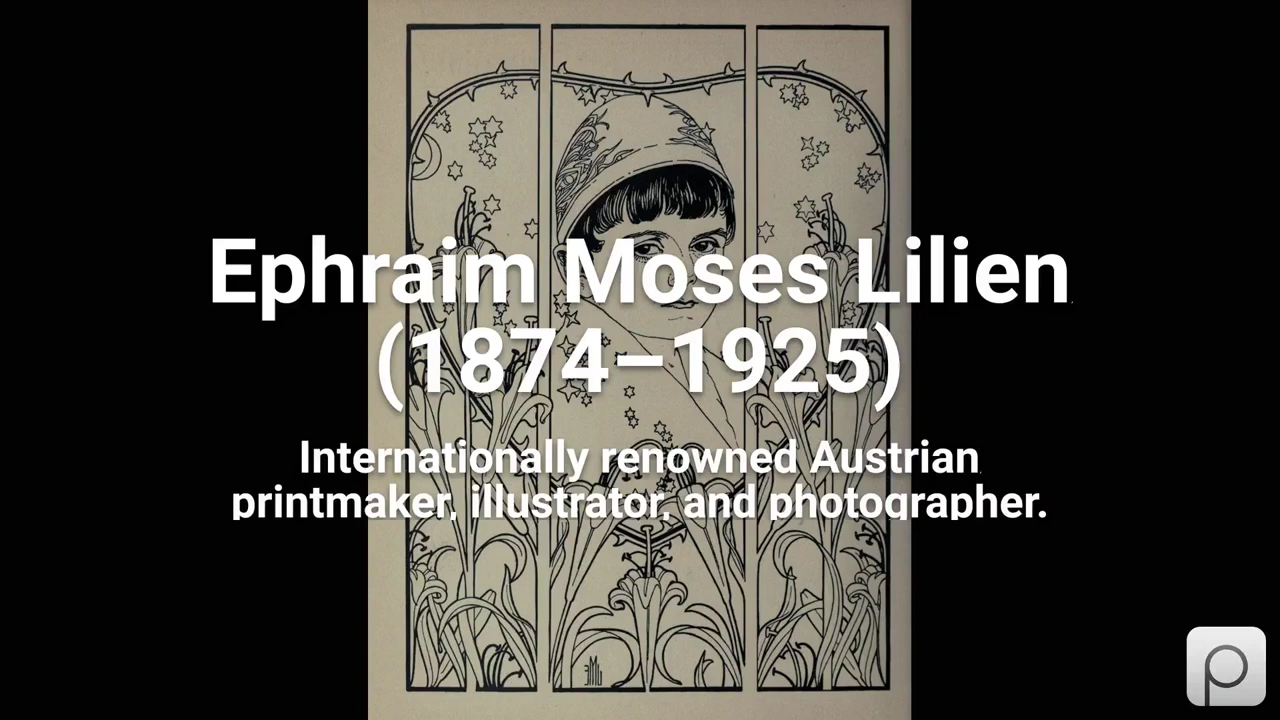 Ephraim Moses Lilien
(1874–1925)
Internationally renowned Austrian
printmaker, illustrator, and photographer.